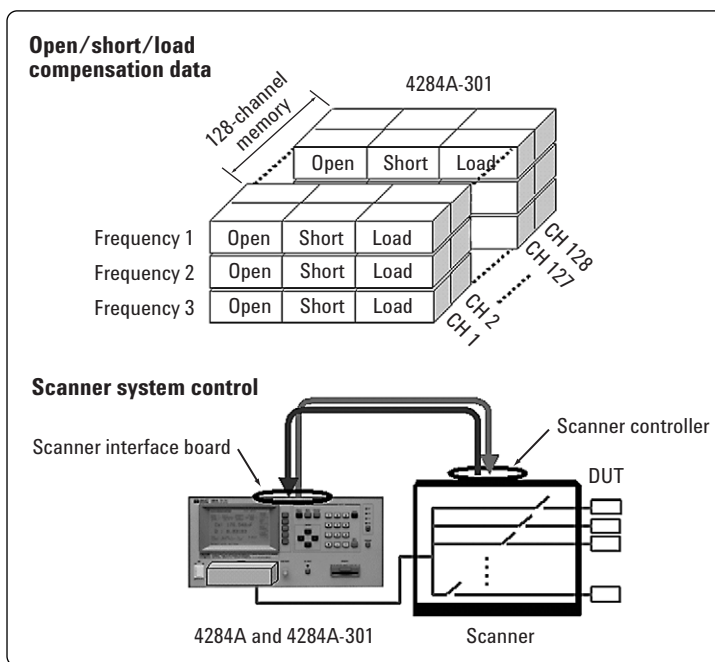 Open/short/load
compensation data
4284A-301
128-channel
memory
Open Short Load
Frequency 1 Open Short Load
Frequency 2 Open Short Load
Frequency 3 Open Short Load
CH 128
CH 127
CH 2
CH 1
Scanner system control
Scanner interface board
Scanner controller
DUT
4284A and 4284A-301
Scanner